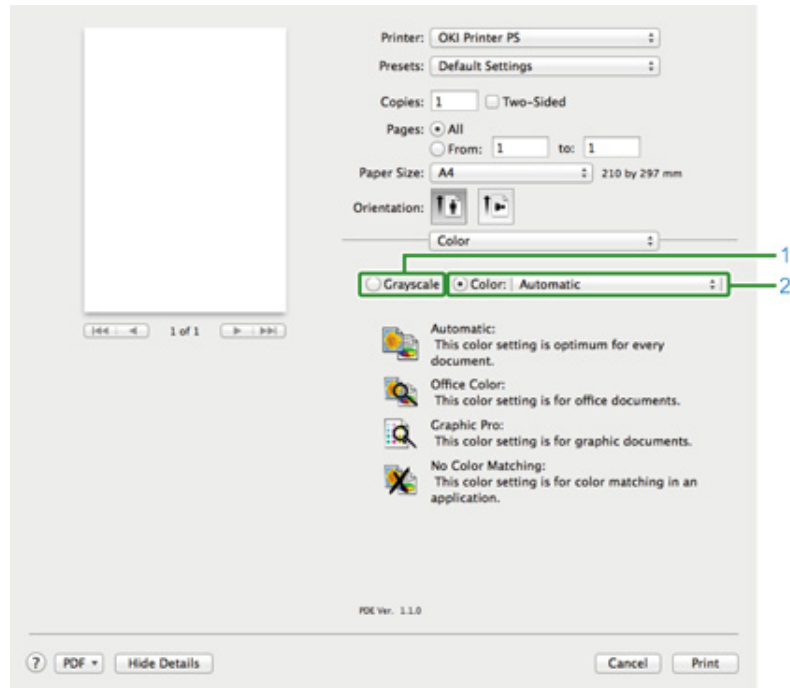 Printer: OKI Printer PS
Presets: Default Settings
Copies: 1 Two-Sided
Pages: All
From: 1 to: 1
Paper Size: A4 210 by 297 mm
Orientation:
Color
1
Grayscale Color: Automatic 2
1 of 1
Automatic:
This color setting is optimum for every
document.
Office Color:
This color setting is for office documents.
Graphic Pro:
This color setting is for graphic documents.
No Color Matching:
This color setting is for color matching in an
application.
PDE Ver. 1.1.0
? PDF Hide Details Cancel Print